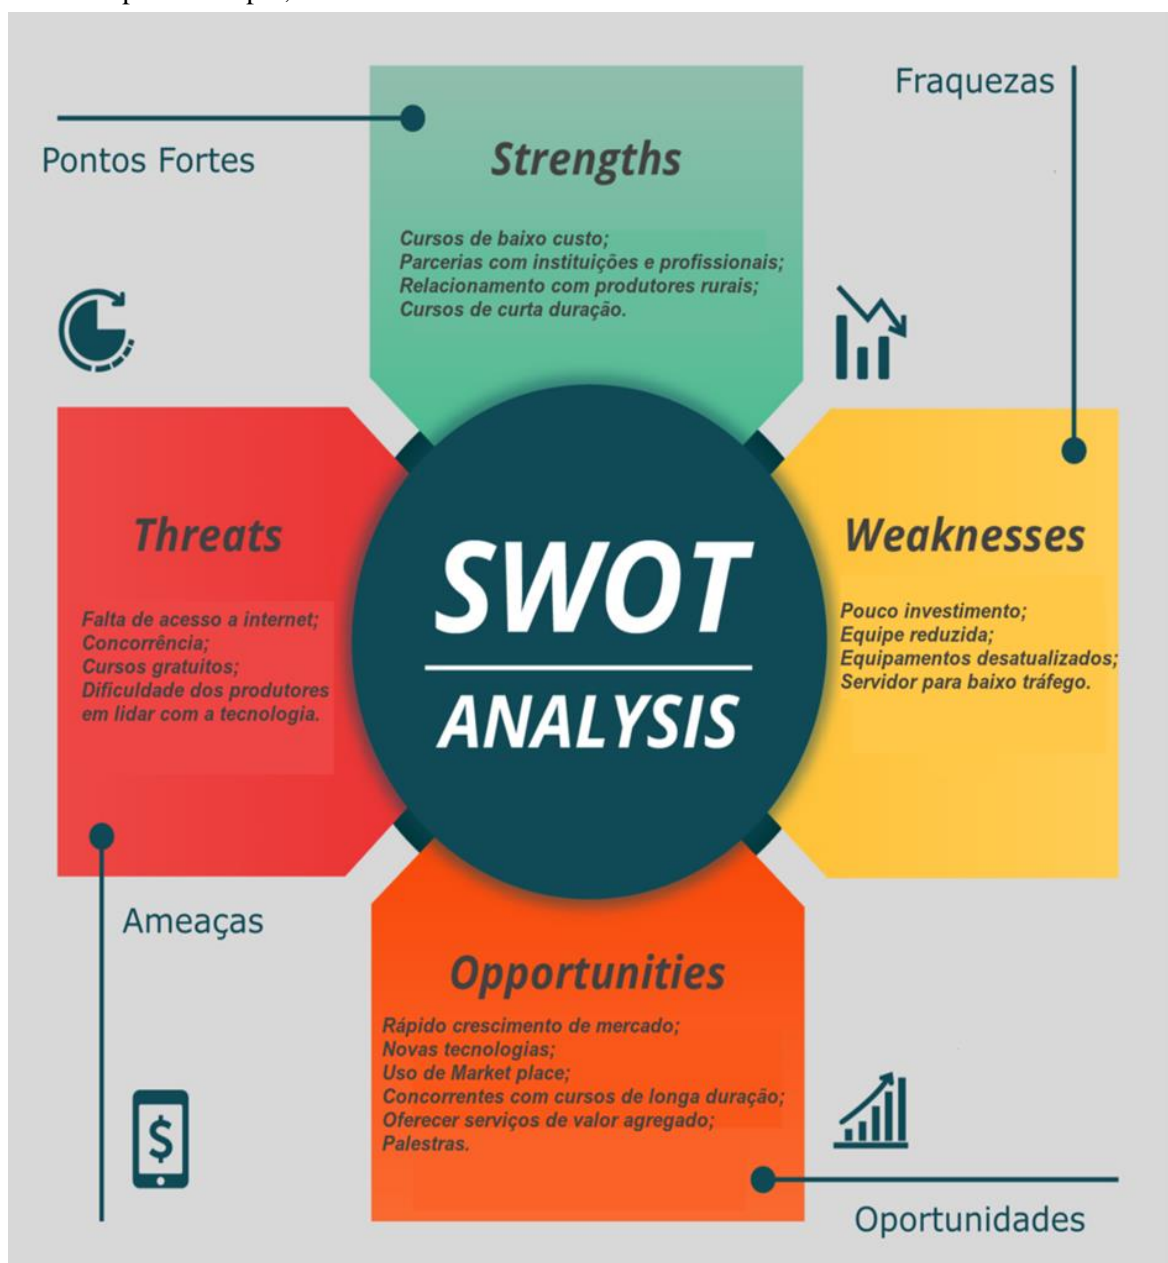 Fraquezas
Pontos Fortes
Strengths
Cursos de baixo custo;
Parcerias com instituições e profissionais;
Relacionamento com produtores rurais;
Cursos de curta duração.
Threats
Falta de acesso a internet;
Concorrência;
Cursos gratuitos;
Dificuldade dos produtores
em lidar com a tecnologia.
SWOT
ANALYSIS
Weaknesses
Pouco investimento;
Equipe reduzida;
Equipamentos desatualizados;
Servidor para baixo tráfego.
Ameaças
Opportunities
Rápido crescimento de mercado;
Novas tecnologias;
Uso de Market place;
Concorrentes com cursos de longa duração;
Oferecer serviços de valor agregado;
Palestras.
$
Oportunidades